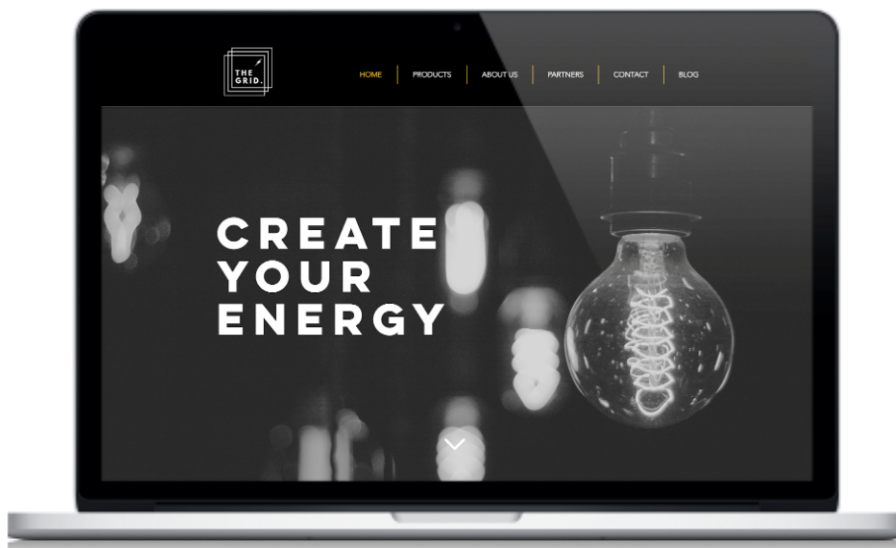 THE
GRID.
HOME
PRODUCTS
ABOUT US
PARTNERS
CONTACT
BLOG
CREATE
YOUR
ENERGY